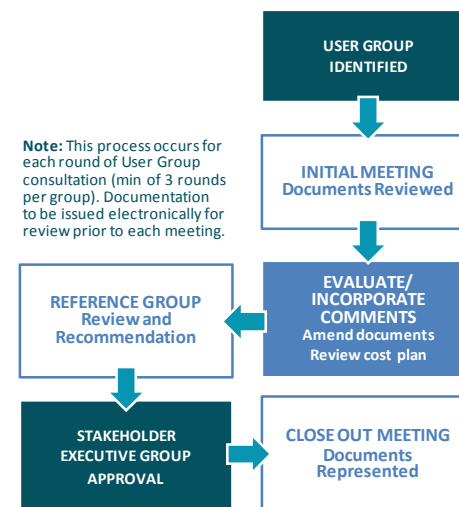 USER GROUP
IDENTIFIED
Note: This process occurs for
each round of User Group
consultation (min of 3 rounds
per group). Documentation
to be issued electronically for
review prior to each meeting.
INITIAL MEETING
Documents Reviewed
EVALUATE/
INCORPORATE
COMMENTS
Amend documents
Review cost plan
REFERENCE GROUP
Review and
Recommendation
STAKEHOLDER
EXECUTIVE GROUP
APPROVAL
CLOSE OUT MEETING
Documents
Represented